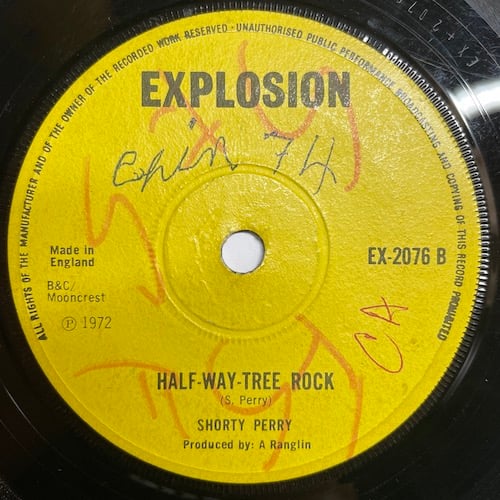 ALL RIGHTS OF THE MANUFACTURER AND OF THE OWNER OF THE RECORDED WORK RESERVED - UNAUTHORISED PUBLIC PERFORMANCE BROADCASTING AND COPYING OF THIS RECORD PROHIBITED
EXPLOSION
74
Made in
England
EX-2076 B
B&C/
Mooncrest
Ⓟ 1972
CA
HALF-WAY-TREE ROCK
(S. Perry)
SHORTY PERRY
Produced by: A Ranglin